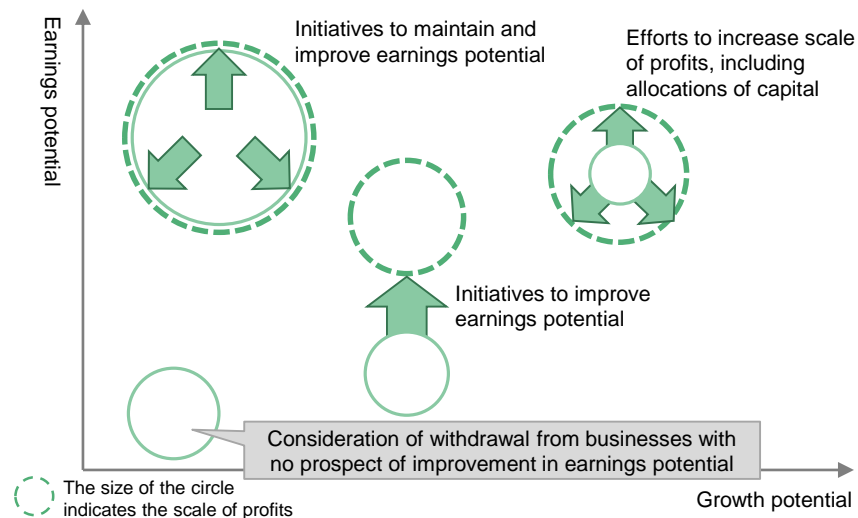 Earnings potential
Initiatives to maintain and
improve earnings potential
Efforts to increase scale
of profits, including
allocations of capital
Initiatives to improve
earnings potential
Consideration of withdrawal from businesses with
no prospect of improvement in earnings potential
The size of the circle
indicates the scale of profits
Growth potential